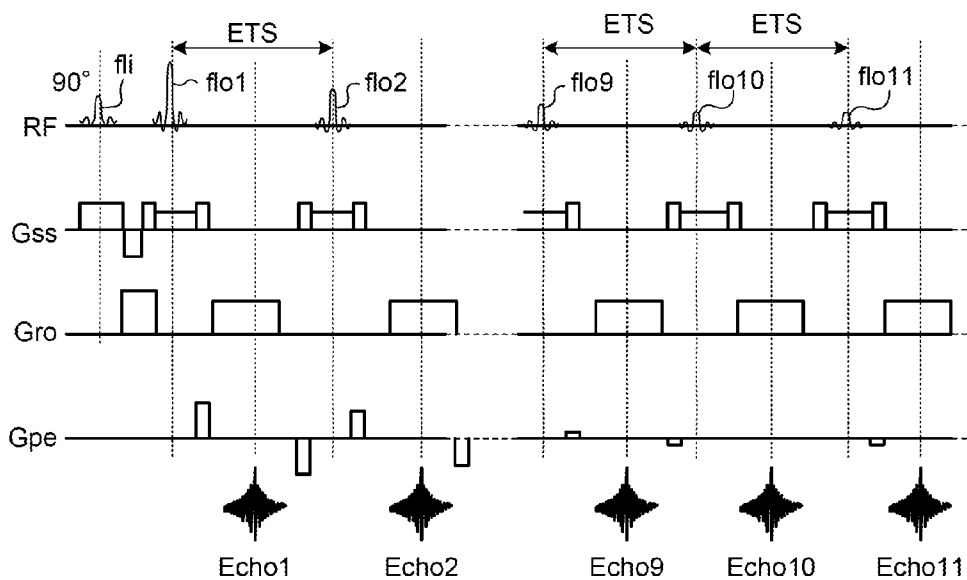 ETS
ETS
ETS
90°
fli
flo1
flo2
flo9
flo10
flo11
RF
Gss
Gro
Gpe
Echo1
Echo2
Echo9
Echo10
Echo11